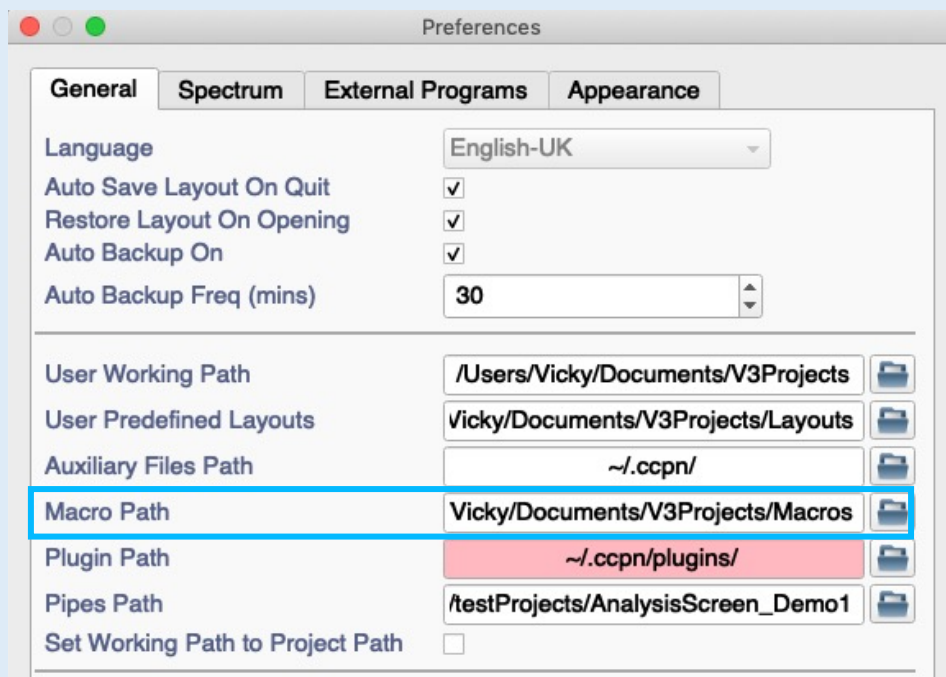 Preferences
General Spectrum External Programs Appearance
Language English-UK
Auto Save Layout On Quit
Restore Layout On Opening
Auto Backup On
Auto Backup Freq (mins) 30
User Working Path /Users/Vicky/Documents/V3Projects
User Predefined Layouts Vicky/Documents/V3Projects/Layouts
Auxiliary Files Path ~/.ccpn/
Macro Path Vicky/Documents/V3Projects/Macros
Plugin Path ~/.ccpn/plugins/
Pipes Path /testProjects/AnalysisScreen_Demo1
Set Working Path to Project Path